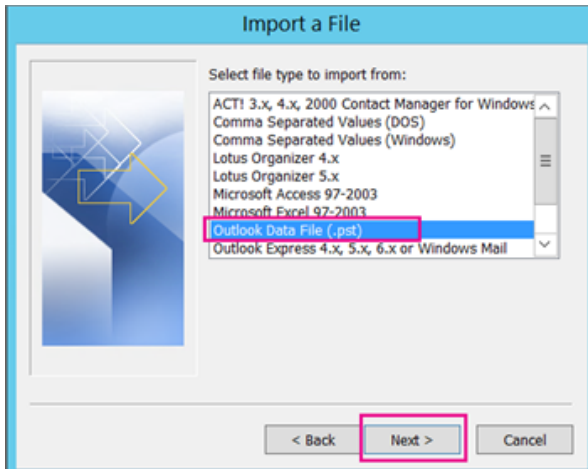 Import a File
Select file type to import from:
ACT! 3.x, 4.x, 2000 Contact Manager for Windows
Comma Separated Values (DOS)
Comma Separated Values (Windows)
Lotus Organizer 4.x
Lotus Organizer 5.x
Microsoft Access 97-2003
Microsoft Excel 97-2003
Outlook Data File (.pst)
Outlook Express 4.x, 5.x, 6.x or Windows Mail
< Back Next > Cancel